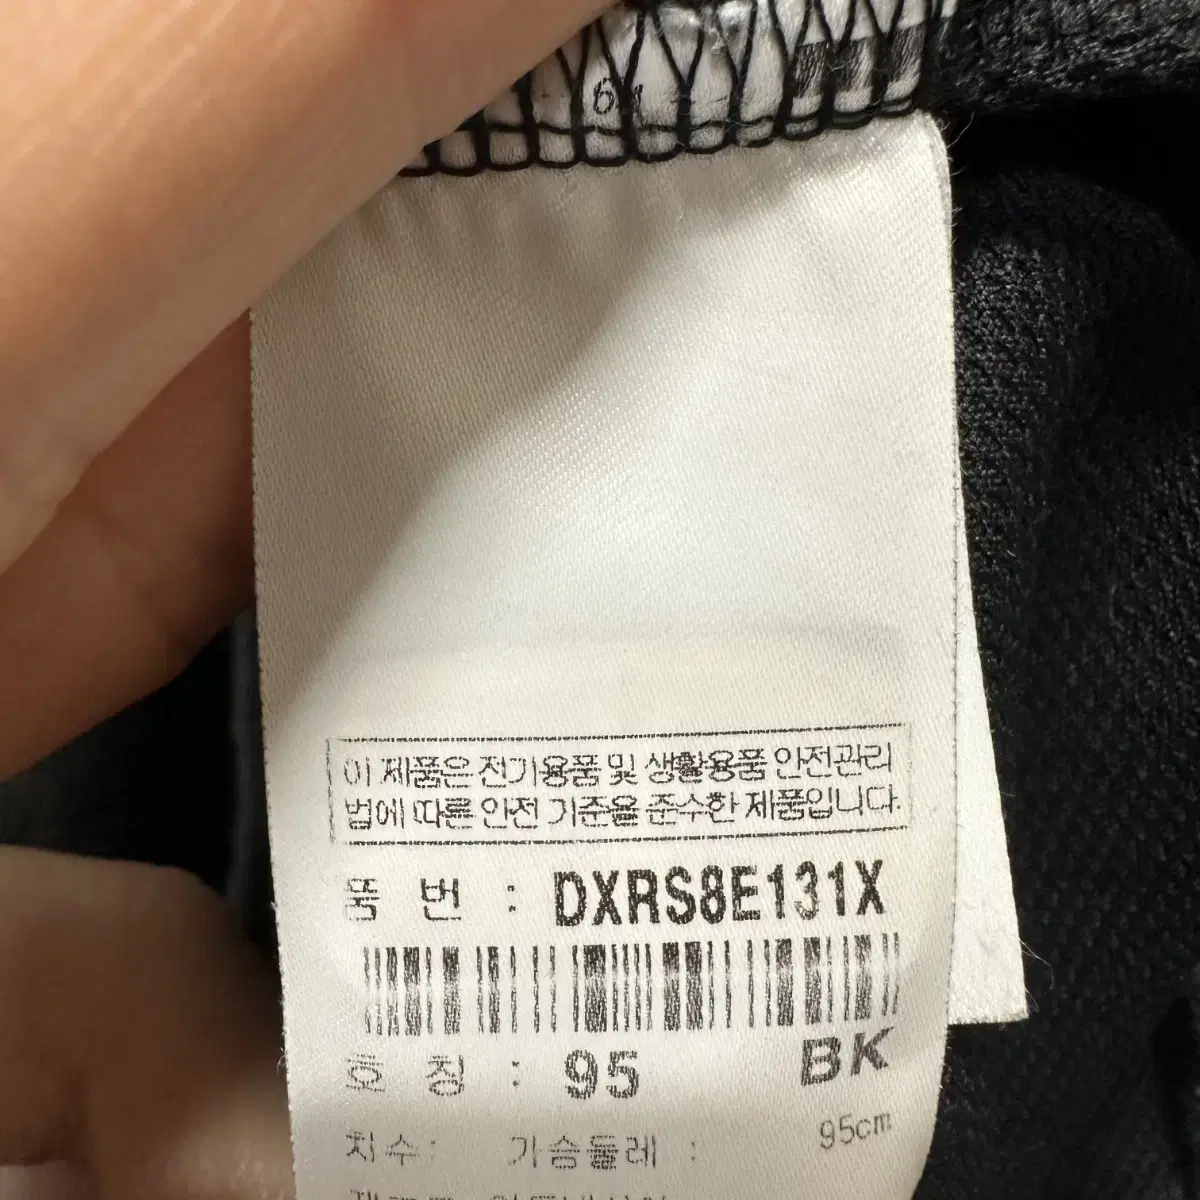 이 제품은 전기용품 및 생활용품 안전관리
법에 따른 안전 기준을 준수한 제품입니다.
품 번 : DXRS8E131X
호 칭 : 95 BK
치수: 가슴둘레 : 95cm